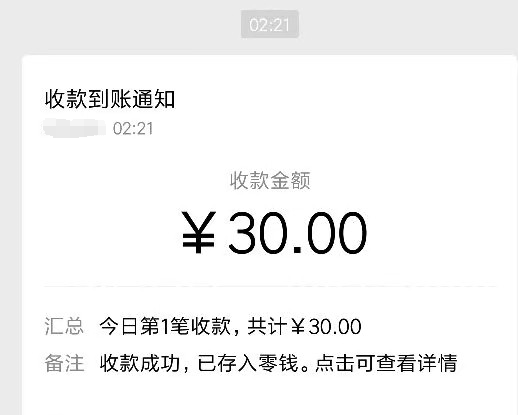 02:21
收款到账通知
02:21
收款金额
￥30.00
汇总 今日第1笔收款，共计￥30.00
备注 收款成功，已存入零钱。点击可查看详情